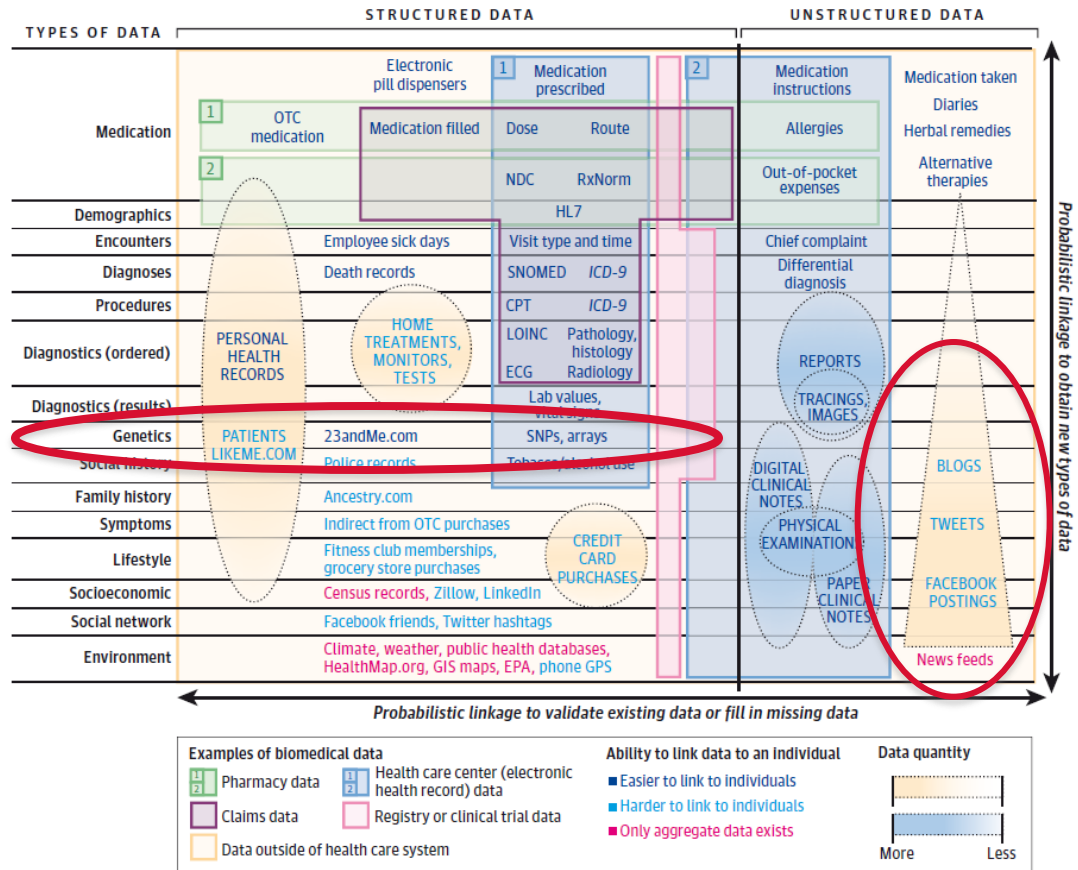 STRUCTURED DATA
UNSTRUCTURED DATA
TYPES OF DATA
Medication
Electronic
pill dispensers
1
Medication
prescribed
2
Medication
instructions
Medication taken
1
OTC
medication
Medication filled
Dose
Route
Allergies
Diaries
Herbal remedies
2
NDC
RxNorm
Out-of-pocket
expenses
Alternative
therapies
Demographics
HL7
Encounters
Employee sick days
Visit type and time
Chief complaint
Diagnoses
Death records
SNOMED
ICD-9
Differential
diagnosis
Procedures
CPT
ICD-9
Diagnostics (ordered)
PERSONAL
HEALTH
RECORDS
HOME
TREATMENTS,
MONITORS,
TESTS
LOINC
Pathology,
histology
ECG
Radiology
REPORTS
Diagnostics (results)
Lab values,
vital signs
TRACINGS,
IMAGES
Genetics
PATIENTS
LIKEME.COM
23andMe.com
SNPs, arrays
Social history
Police records
Tobacco/alcohol use
DIGITAL
CLINICAL
NOTES
BLOGS
Family history
Ancestry.com
Symptoms
Indirect from OTC purchases
PHYSICAL
EXAMINATION
TWEETS
Lifestyle
Fitness club memberships,
grocery store purchases
CREDIT
CARD
PURCHASES
Socioeconomic
Census records, Zillow, LinkedIn
PAPER
CLINICAL
NOTES
FACEBOOK
POSTINGS
Social network
Facebook friends, Twitter hashtags
Environment
Climate, weather, public health databases,
HealthMap.org, GIS maps, EPA, phone GPS
News feeds
Probabilistic linkage to obtain new types of data
Probabilistic linkage to validate existing data or fill in missing data
Examples of biomedical data
1
2
Pharmacy data
1
2
Health care center (electronic
health record) data
Claims data
Registry or clinical trial data
Data outside of health care system
Ability to link data to an individual
Easier to link to individuals
Harder to link to individuals
Only aggregate data exists
Data quantity
More
Less